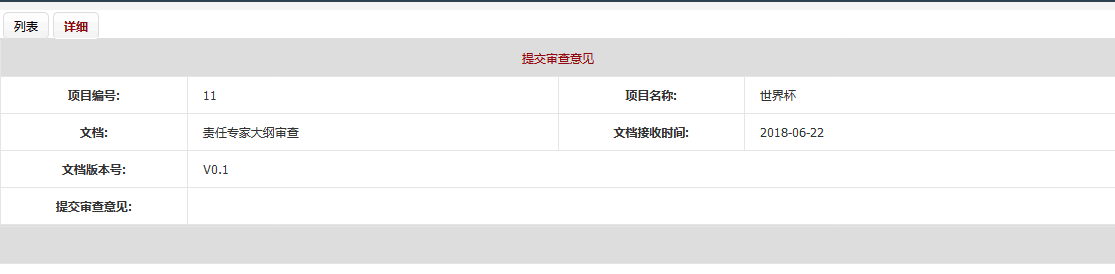 列表 详细
提交审查意见
项目编号: 11 项目名称: 世界杯
文档: 责任专家大纲审查 文档接收时间: 2018-06-22
文档版本号: V0.1
提交审查意见: